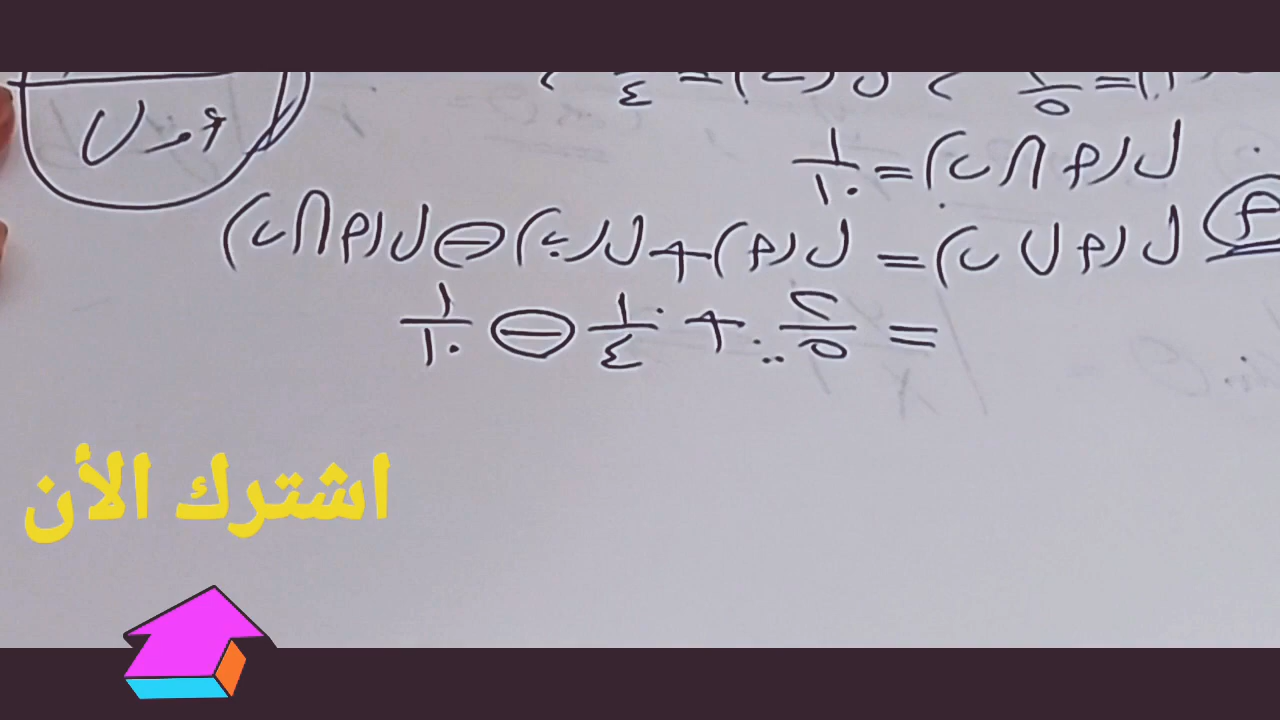 ل(م ∩ ب) = ١/١٠
م
ل(م ∪ ب) = ل(م) + ل(ب) − ل(م ∩ ب)
= ٢/٥ + ١/٤ − ١/١٠
اشترك الأن